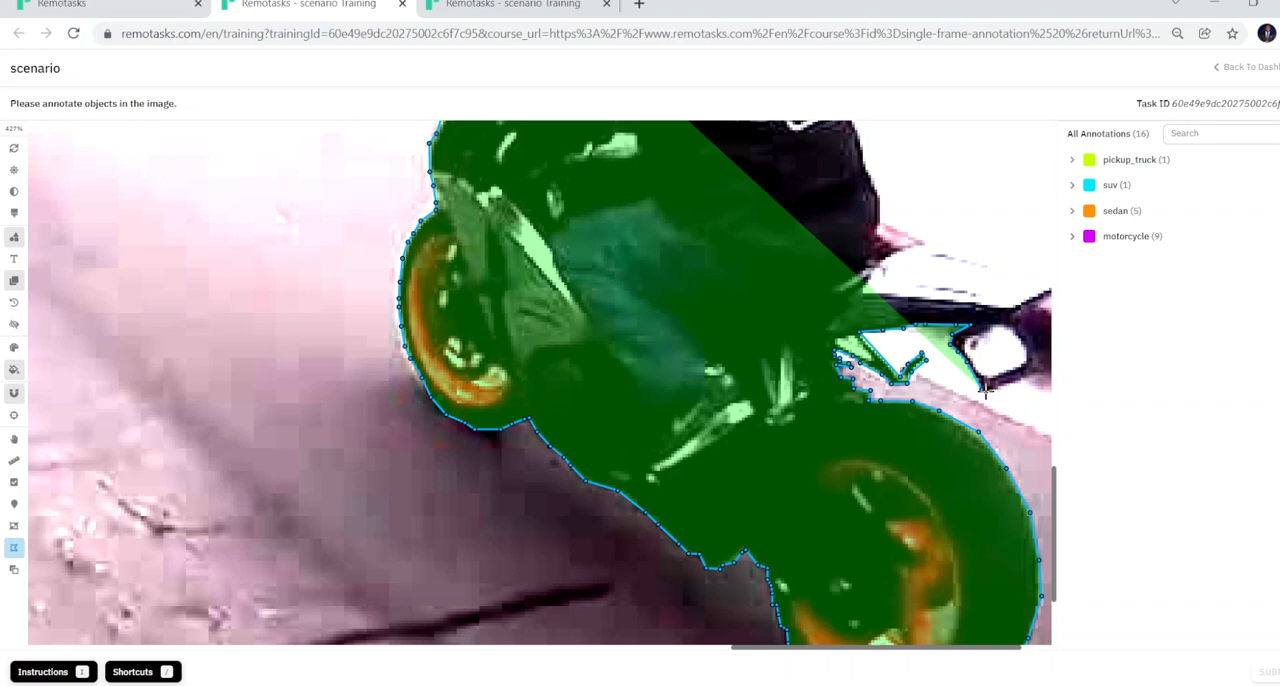 Remotasks
Remotasks - scenario Training
Remotasks - scenario Training
remotasks.com/en/training?trainingId=60e49e9dc20275002c6f7c95&course_url=https%3A%2F%2Fwww.remotasks.com%2Fen%2Fcourse%3Fid%3Dsingle-frame-annotation%2520%26returnUrl%3...
scenario
Back To Dash
Please annotate objects in the image.
Task ID 60e49e9dc20275002c6f
427%
All Annotations (16)
Search
pickup_truck (1)
suv (1)
sedan (5)
motorcycle (9)
Instructions I
Shortcuts /
SUB